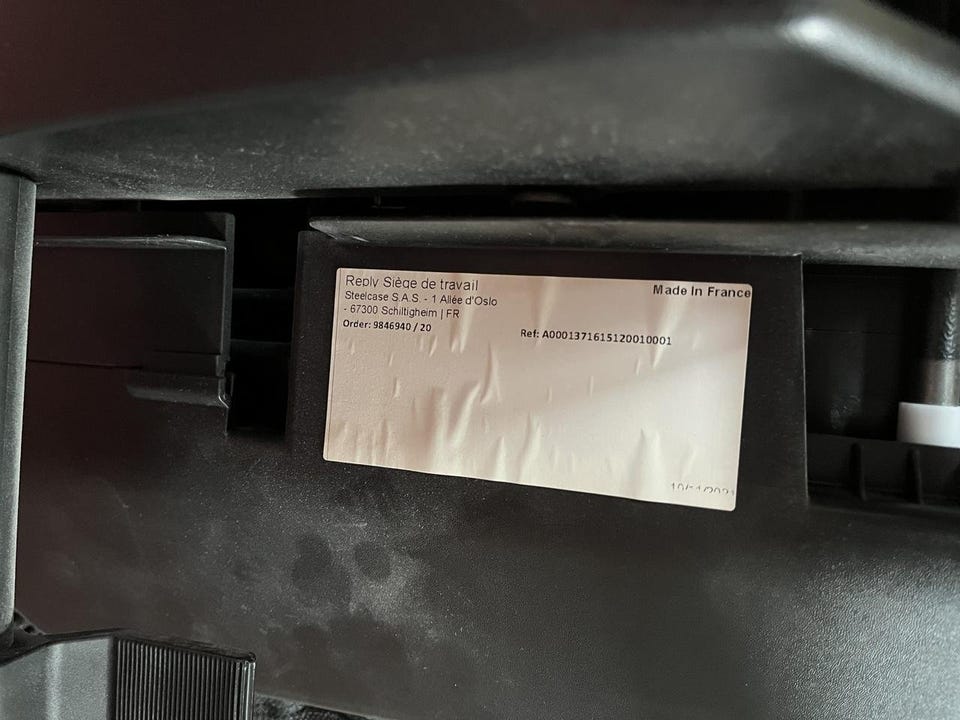 Reply Siège de travail
Made In France
Steelcase S.A.S. - 1 Allée d'Oslo
- 67300 Schiltigheim | FR
Order: 9846940 / 20
Ref: A0001371615120010001